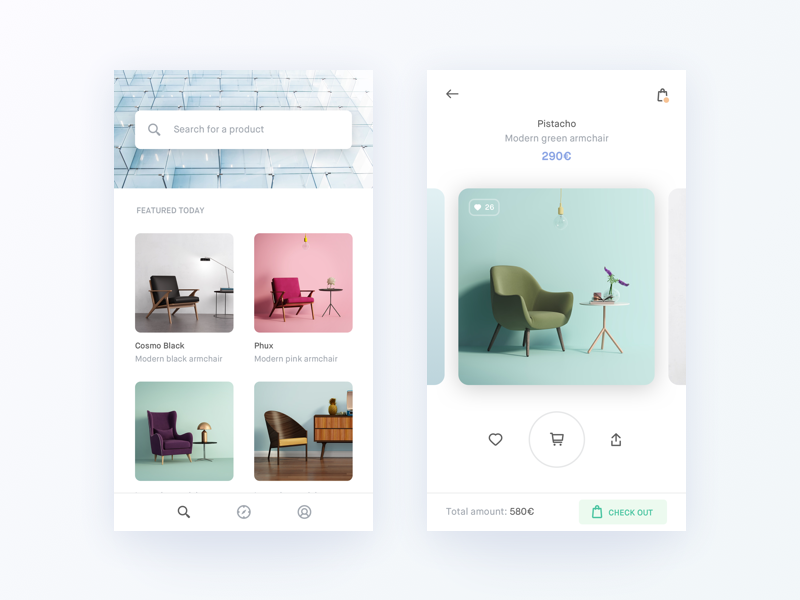 Search for a product
FEATURED TODAY
Cosmo Black
Modern black armchair
Phux
Modern pink armchair
Pistacho
Modern green armchair
290€
26
Total amount: 580€
CHECK OUT